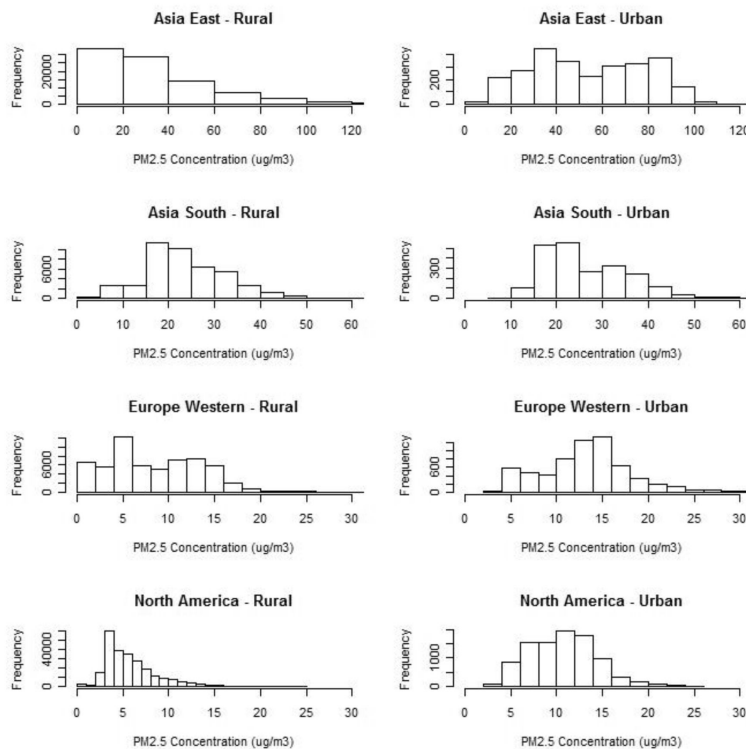 Asia East - Rural
Asia East - Urban
Frequency
20000
0
0 20 40 60 80 100 120
PM2.5 Concentration (ug/m3)
Frequency
200
0
0 20 40 60 80 100 120
PM2.5 Concentration (ug/m3)
Asia South - Rural
Asia South - Urban
Frequency
6000
0
0 10 20 30 40 50 60
PM2.5 Concentration (ug/m3)
Frequency
300
0
0 10 20 30 40 50 60
PM2.5 Concentration (ug/m3)
Europe Western - Rural
Europe Western - Urban
Frequency
6000
0
0 5 10 15 20 25 30
PM2.5 Concentration (ug/m3)
Frequency
600
0
0 5 10 15 20 25 30
PM2.5 Concentration (ug/m3)
North America - Rural
North America - Urban
Frequency
40000
0
0 5 10 15 20 25 30
PM2.5 Concentration (ug/m3)
Frequency
1000
0
0 5 10 15 20 25 30
PM2.5 Concentration (ug/m3)